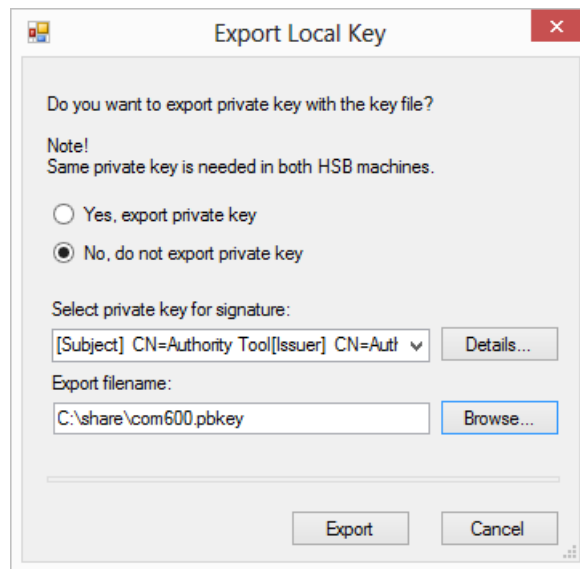 Export Local Key
Do you want to export private key with the key file?
Note!
Same private key is needed in both HSB machines.
Yes, export private key
No, do not export private key
Select private key for signature:
[Subject] CN=Authority Tool[Issuer] CN=Auth
Details...
Export filename:
C:\share\com600.pbkey
Browse...
Export
Cancel